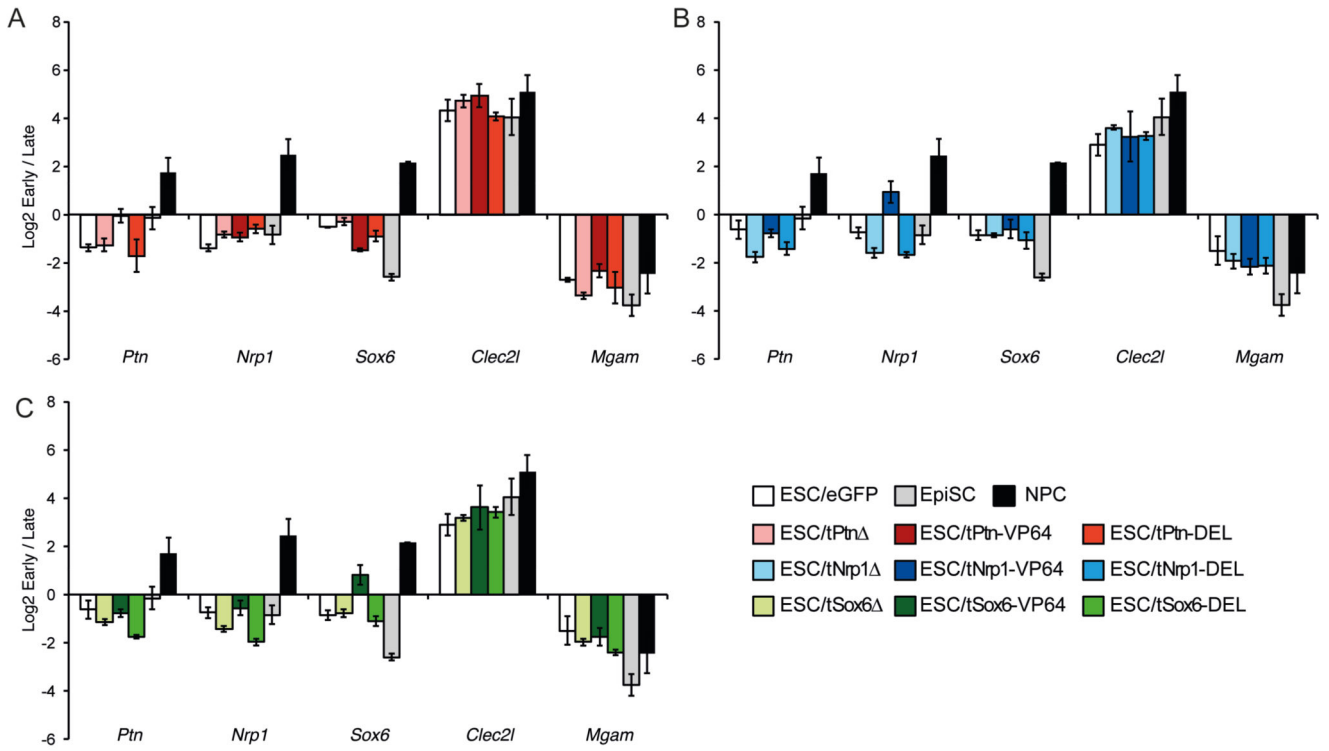 A
8
6
4
2
0
-2
-4
-6
Log2 Early / Late
Ptn Nrp1 Sox6 Clec2l Mgam
B
8
6
4
2
0
-2
-4
-6
Log2 Early / Late
Ptn Nrp1 Sox6 Clec2l Mgam
C
8
6
4
2
0
-2
-4
-6
Log2 Early / Late
Ptn Nrp1 Sox6 Clec2l Mgam
ESC/eGFP EpiSC NPC
ESC/tPtnΔ ESC/tPtn-VP64 ESC/tPtn-DEL
ESC/tNrp1Δ ESC/tNrp1-VP64 ESC/tNrp1-DEL
ESC/tSox6Δ ESC/tSox6-VP64 ESC/tSox6-DEL